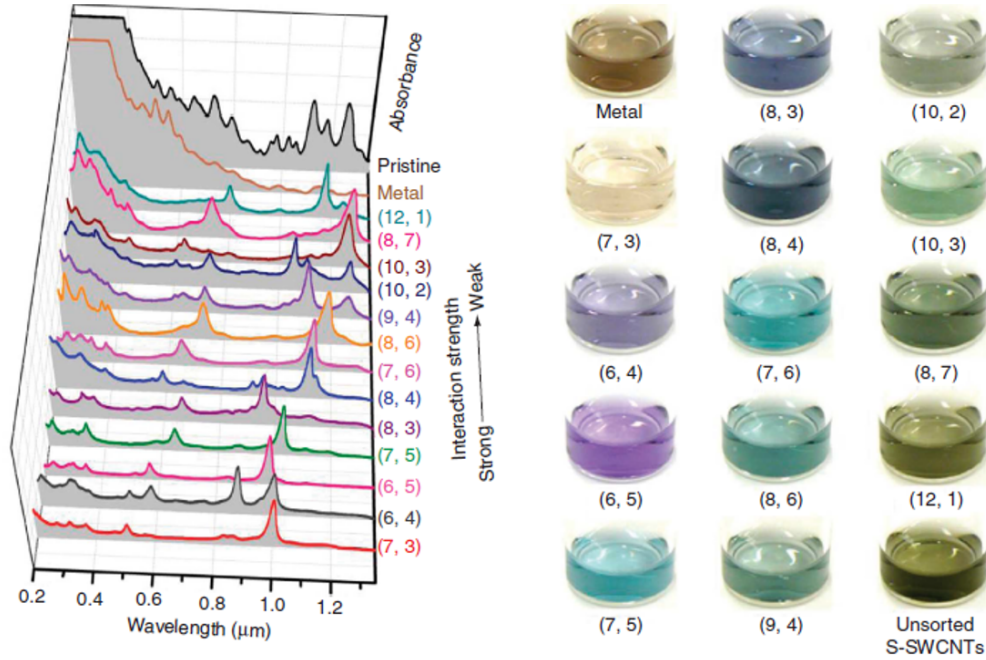 Absorbance
Pristine
Metal
(12, 1)
(8, 7)
(10, 3)
(10, 2)
(9, 4)
(8, 6)
(7, 6)
(8, 4)
(8, 3)
(7, 5)
(6, 5)
(6, 4)
(7, 3)
0.2 0.4 0.6 0.8 1.0 1.2
Wavelength (μm)
Interaction strength
Strong Weak
Metal (8, 3) (10, 2)
(7, 3) (8, 4) (10, 3)
(6, 4) (7, 6) (8, 7)
(6, 5) (8, 6) (12, 1)
(7, 5) (9, 4) Unsorted
S-SWCNTs